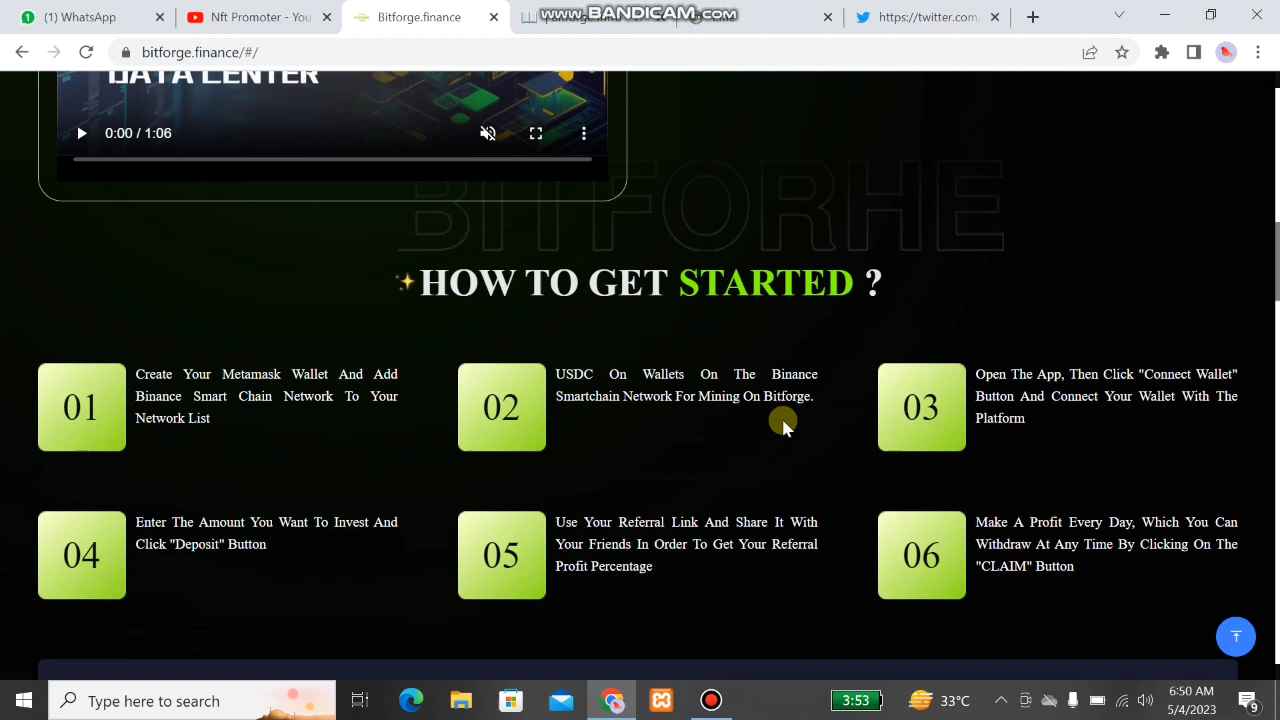 (1) WhatsApp
Nft Promoter - You
Bitforge.finance
www.BANDICAM.com
https://twitter.com/
bitforge.finance/#/
DATA CENTER
0:00 / 1:06
BITFORHE
✨HOW TO GET STARTED ?
01
Create Your Metamask Wallet And Add
Binance Smart Chain Network To Your
Network List
02
USDC On Wallets On The Binance
Smartchain Network For Mining On Bitforge.
03
Open The App, Then Click "Connect Wallet"
Button And Connect Your Wallet With The
Platform
04
Enter The Amount You Want To Invest And
Click "Deposit" Button
05
Use Your Referral Link And Share It With
Your Friends In Order To Get Your Referral
Profit Percentage
06
Make A Profit Every Day, Which You Can
Withdraw At Any Time By Clicking On The
"CLAIM" Button
Type here to search
3:53
33°C
6:50 AM
5/4/2023
9